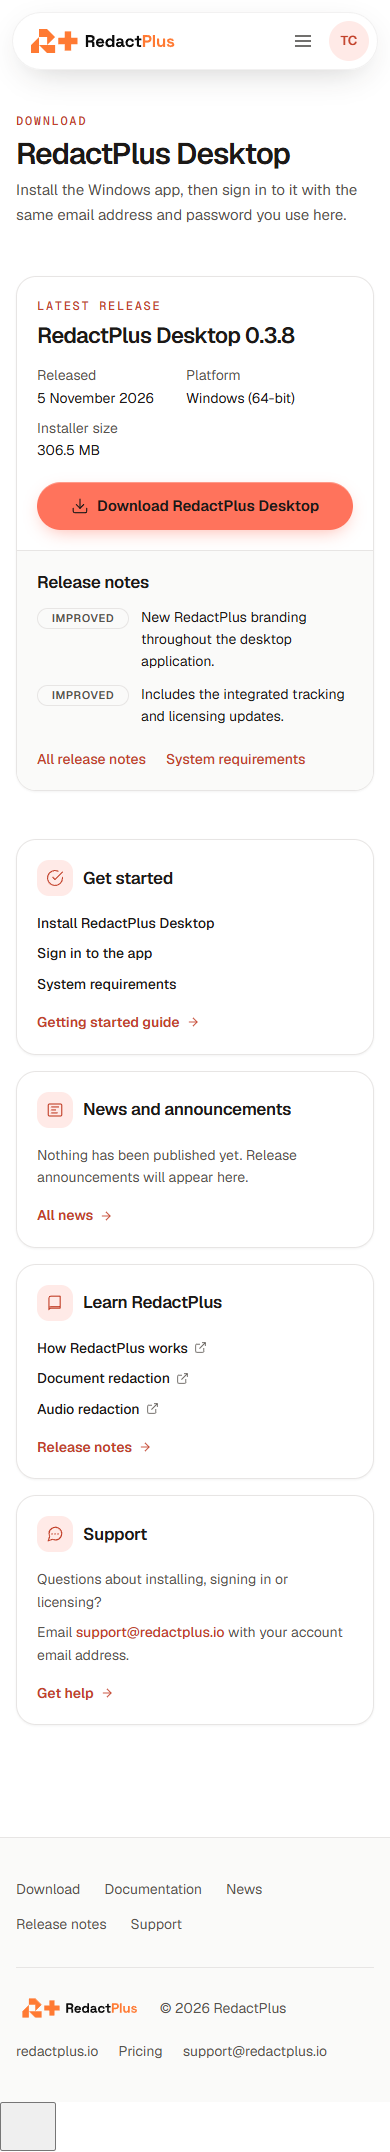 RedactPlus
TC
DOWNLOAD
RedactPlus Desktop
Install the Windows app, then sign in to it with the
same email address and password you use here.
LATEST RELEASE
RedactPlus Desktop 0.3.8
Released
5 November 2026
Platform
Windows (64-bit)
Installer size
306.5 MB
Download RedactPlus Desktop
Release notes
IMPROVED
New RedactPlus branding
throughout the desktop
application.
IMPROVED
Includes the integrated tracking
and licensing updates.
All release notes
System requirements
Get started
Install RedactPlus Desktop
Sign in to the app
System requirements
Getting started guide
News and announcements
Nothing has been published yet. Release
announcements will appear here.
All news
Learn RedactPlus
How RedactPlus works
Document redaction
Audio redaction
Release notes
Support
Questions about installing, signing in or
licensing?
Email support@redactplus.io with your account
email address.
Get help
Download Documentation News
Release notes Support
RedactPlus © 2026 RedactPlus
redactplus.io Pricing support@redactplus.io